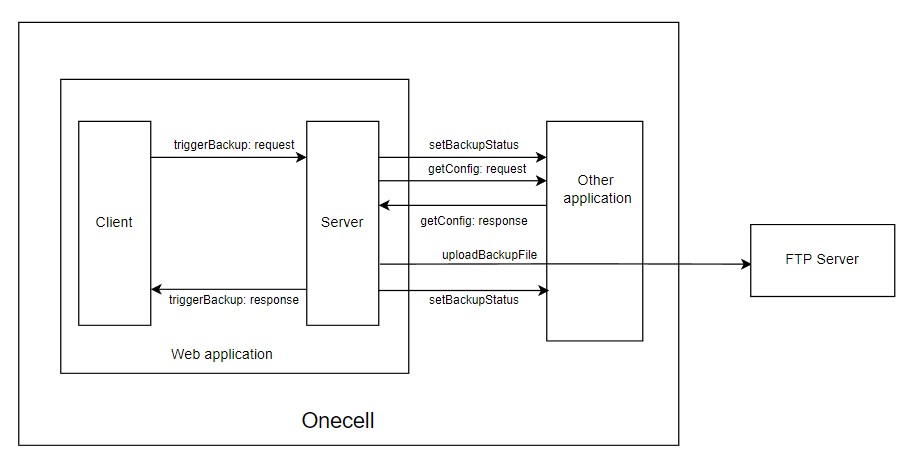 triggerBackup: request
setBackupStatus
getConfig: request
Other
application
Client
Server
getConfig: response
uploadBackupFile
FTP Server
triggerBackup: response
setBackupStatus
Web application
Onecell